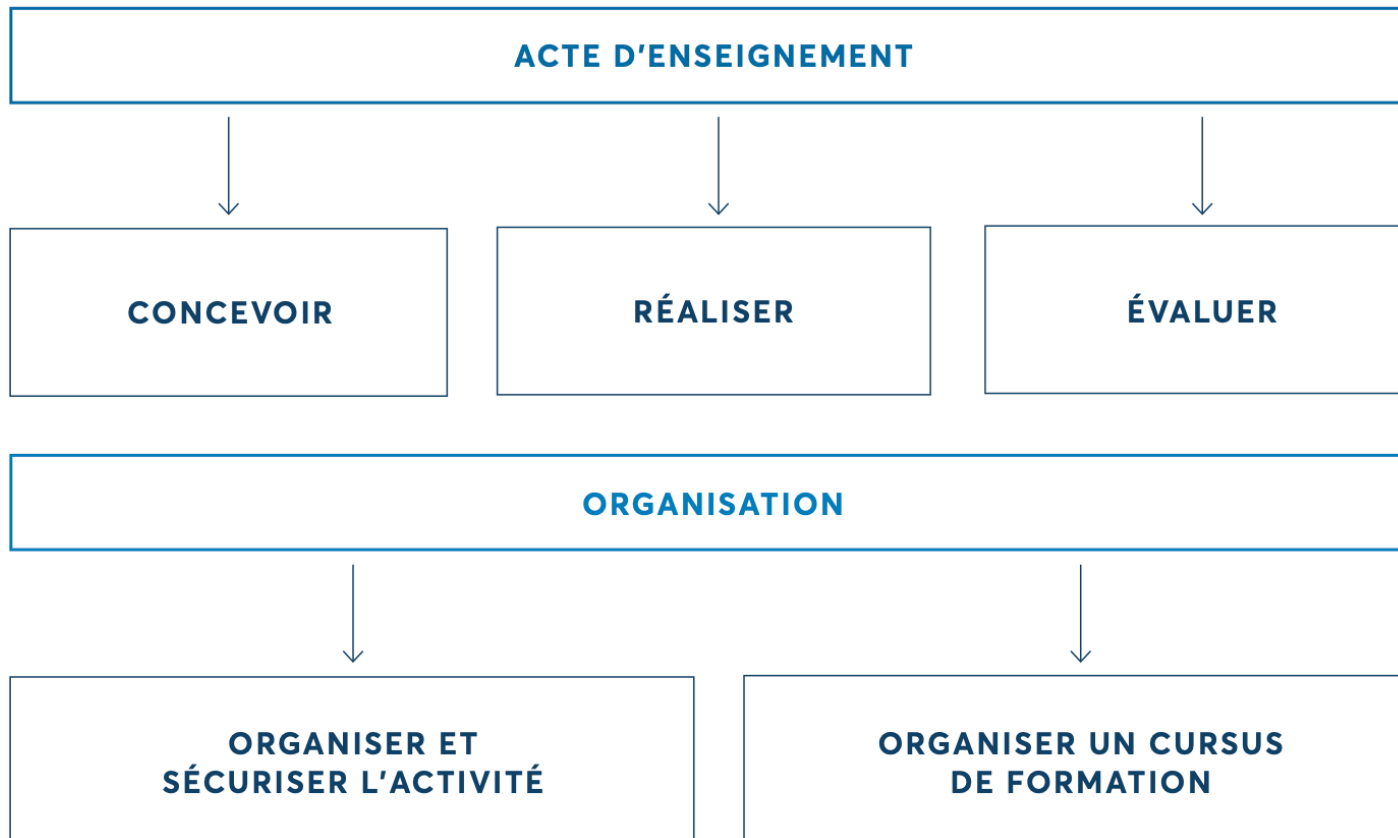 ACTE D'ENSEIGNEMENT
CONCEVOIR
RÉALISER
ÉVALUER
ORGANISATION
ORGANISER ET
SÉCURISER L'ACTIVITÉ
ORGANISER UN CURSUS
DE FORMATION